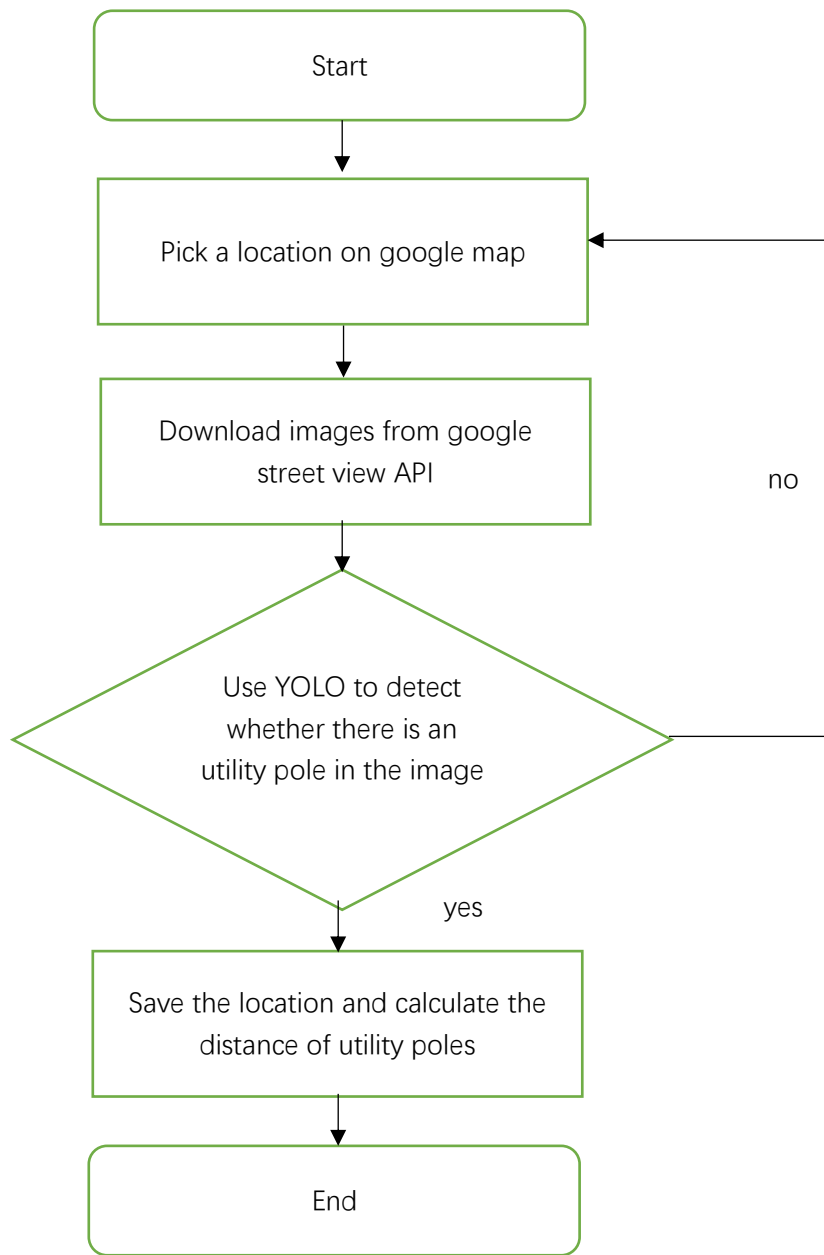 Start
Pick a location on google map
Download images from google
street view API
no
Use YOLO to detect
whether there is an
utility pole in the image
yes
Save the location and calculate the
distance of utility poles
End